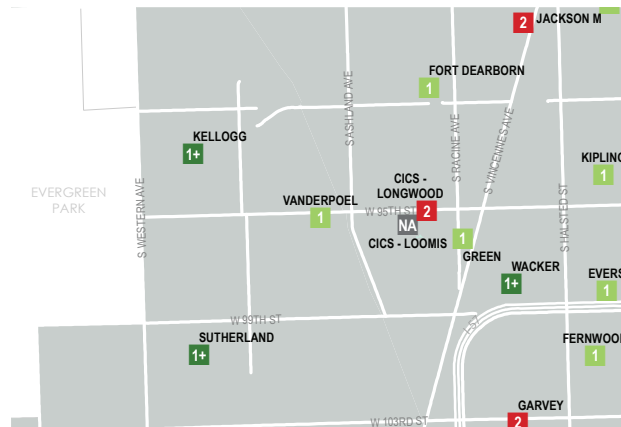 2
JACKSON M
FORT DEARBORN
1
S ASHLAND AVE
S RACINE AVE
S VINCENNES AVE
KELLOGG
1+
KIPLING
1
CICS -
LONGWOOD
EVERGREEN
PARK
S WESTERN AVE
VANDERPOEL
1
W 95TH ST
2
NA
CICS - LOOMIS
S HALSTED ST
1
GREEN
WACKER
1+
EVERS
1
I-57
W 99TH ST
SUTHERLAND
1+
FERNWOOD
1
GARVEY
2
W 103RD ST